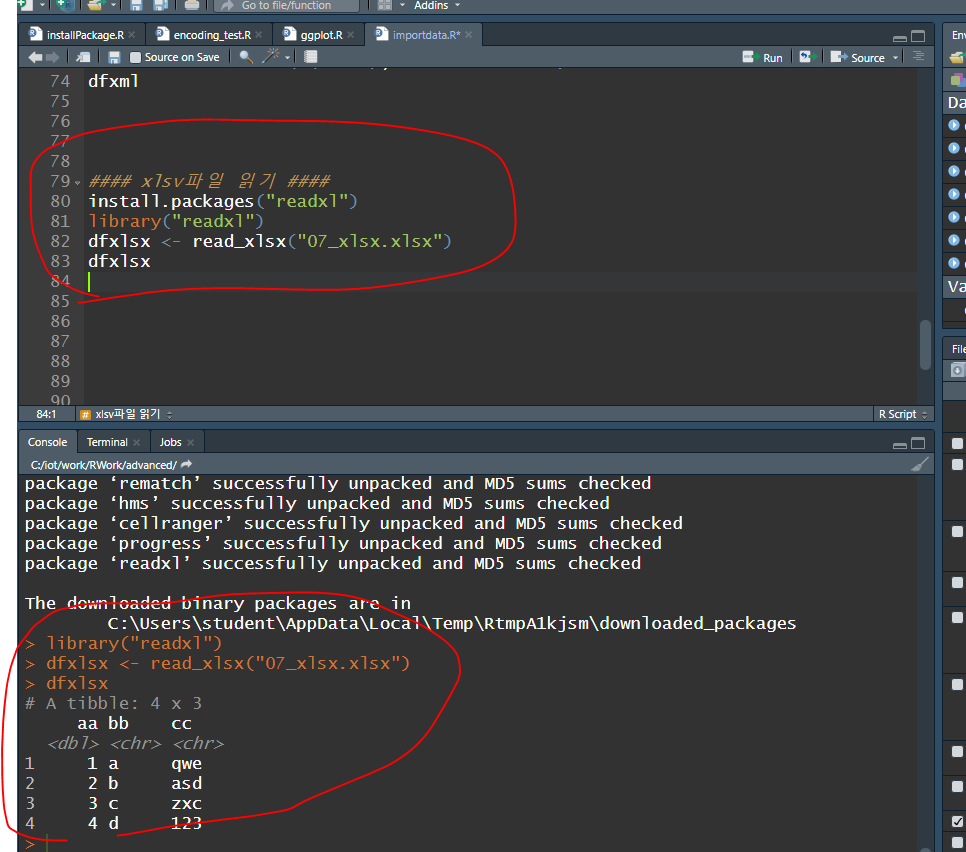 Go to file/function
Addins
installPackage.R
encoding_test.R
ggplot.R
importdata.R*
Source on Save
Run
Source
74 dfxml
75
76
77
78
79 #### xlsv파일 읽기 ####
80 install.packages("readxl")
81 library("readxl")
82 dfxlsx <- read_xlsx("07_xlsx.xlsx")
83 dfxlsx
84
85
86
87
88
89
90
84:1
# xlsv파일 읽기
R Script
Env
Da
Va
File
Console
Terminal
Jobs
C:/iot/work/RWork/advanced/
package ‘rematch’ successfully unpacked and MD5 sums checked
package ‘hms’ successfully unpacked and MD5 sums checked
package ‘cellranger’ successfully unpacked and MD5 sums checked
package ‘progress’ successfully unpacked and MD5 sums checked
package ‘readxl’ successfully unpacked and MD5 sums checked
The downloaded binary packages are in
C:\Users\student\AppData\Local\Temp\RtmpA1kjsm\downloaded_packages
> library("readxl")
> dfxlsx <- read_xlsx("07_xlsx.xlsx")
> dfxlsx
# A tibble: 4 x 3
aa bb cc
<dbl> <chr> <chr>
1 1 a qwe
2 2 b asd
3 3 c zxc
4 4 d 123
>